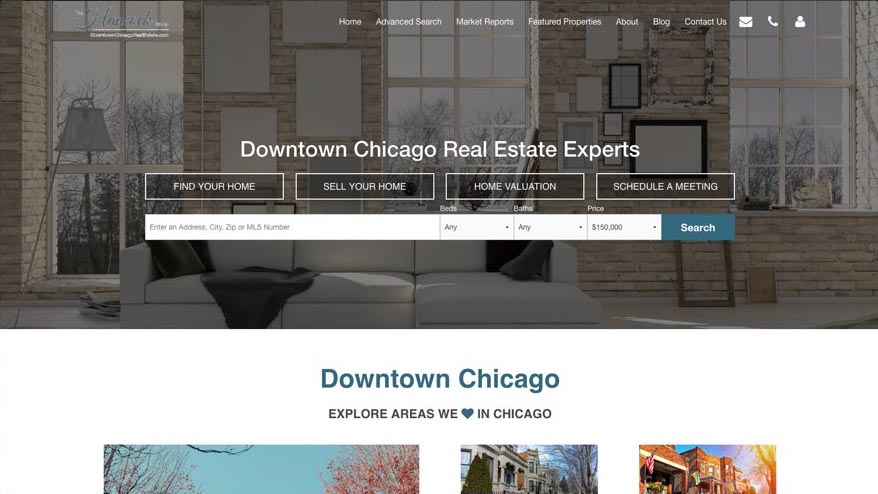 The Hancock
DowntownChicagoRealEstate.com
Home Advanced Search Market Reports Featured Properties About Blog Contact Us
Downtown Chicago Real Estate Experts
FIND YOUR HOME SELL YOUR HOME HOME VALUATION SCHEDULE A MEETING
Beds Baths Price
Enter an Address, City, Zip or MLS Number Any Any $150,000 Search
Downtown Chicago
EXPLORE AREAS WE IN CHICAGO